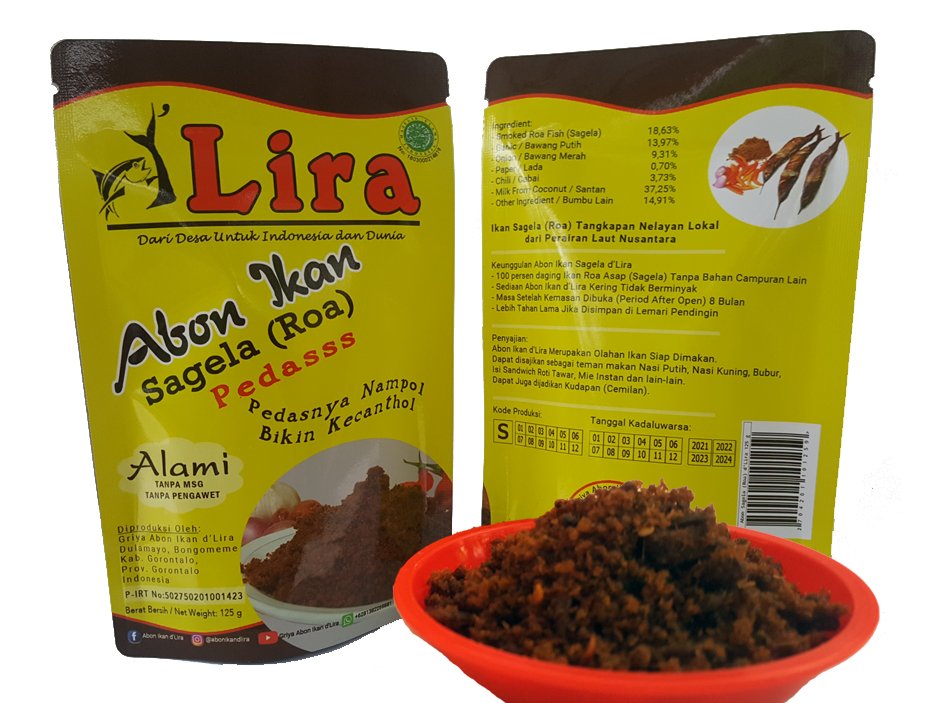 d'Lira
Dari Desa Untuk Indonesia dan Dunia
Abon Ikan
Sagela (Roa)
Pedasss
Pedasnya Nampol
Bikin Kecanthol
Alami
TANPA MSG
TANPA PENGAWET
Diproduksi Oleh:
Griya Abon Ikan d'Lira
Dulamayo, Bongomeme
Kab. Gorontalo,
Prov. Gorontalo
Indonesia
P-IRT No:502750201001423
Berat Bersih / Net Weight: 125 g
Abon Ikan d'Lira
@abonikandlira
Griya Abon Ikan d'Lira
Ingredient:
- Smoked Roa Fish (Sagela) 18,63%
- Garlic / Bawang Putih 13,97%
- Onion / Bawang Merah 9,31%
- Paper / Lada 0,70%
- Chili / Cabai 3,73%
- Milk From Coconut / Santan 37,25%
- Other Ingredient / Bumbu Lain 14,91%
Ikan Sagela (Roa) Tangkapan Nelayan Lokal
dari Perairan Laut Nusantara
Keunggulan Abon Ikan Sagela d'Lira
- 100 persen daging Ikan Roa Asap (Sagela) Tanpa Bahan Campuran Lain
- Sediaan Abon Ikan d'Lira Kering Tidak Berminyak
- Masa Setelah Kemasan Dibuka (Period After Open) 8 Bulan
- Lebih Tahan Lama Jika Disimpan di Lemari Pendingin
Penyajian:
Abon Ikan d'Lira Merupakan Olahan Ikan Siap Dimakan.
Dapat disajikan sebagai teman makan Nasi Putih, Nasi Kuning, Bubur,
Isi Sandwich Roti Tawar, Mie Instan dan lain-lain.
Dapat Juga dijadikan Kudapan (Cemilan).
Kode Produksi: Tanggal Kadaluwarsa:
S 01 02 03 04 05 06 01 02 03 04 05 06 2021 2022
07 08 09 10 11 12 07 08 09 10 11 12 2023 2024
Abon Sagela (Roa) d'Lira 125 g